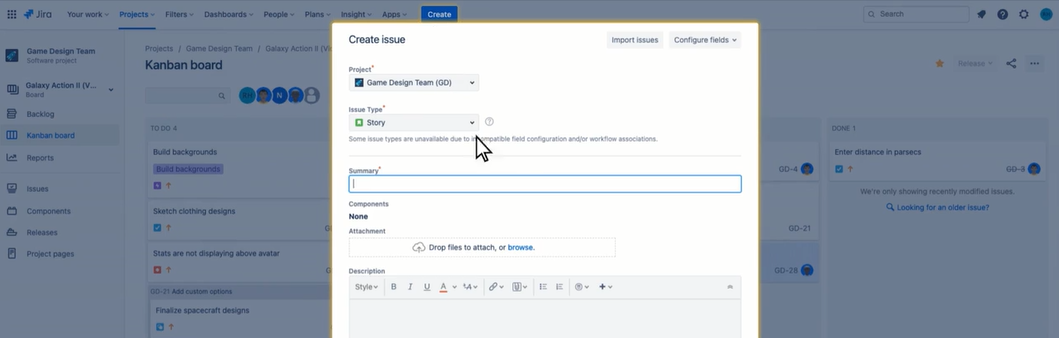 Jira Your work Projects Filters Dashboards People Plans Insight Apps Create Search
Game Design Team
Software project
Galaxy Action II (V...
Board
Backlog
Kanban board
Reports
Issues
Components
Releases
Project pages
Projects / Game Design Team / Galaxy Action II (Vi
Kanban board
Release
N
TO DO 4
Build backgrounds
Build backgrounds
Sketch clothing designs
Stats are not displaying above avatar
GD-21 Add custom options
Finalize spacecraft designs
Create issue
Import issues Configure fields
Project*
Game Design Team (GD)
Issue Type*
Story
Some issue types are unavailable due to incompatible field configuration and/or workflow associations.
Summary*
Components
None
Attachment
Drop files to attach, or browse.
Description
Style B I U A
GD-4
GD-21
GD-28
DONE 1
Enter distance in parsecs
GD-3
We're only showing recently modified issues.
Looking for an older issue?